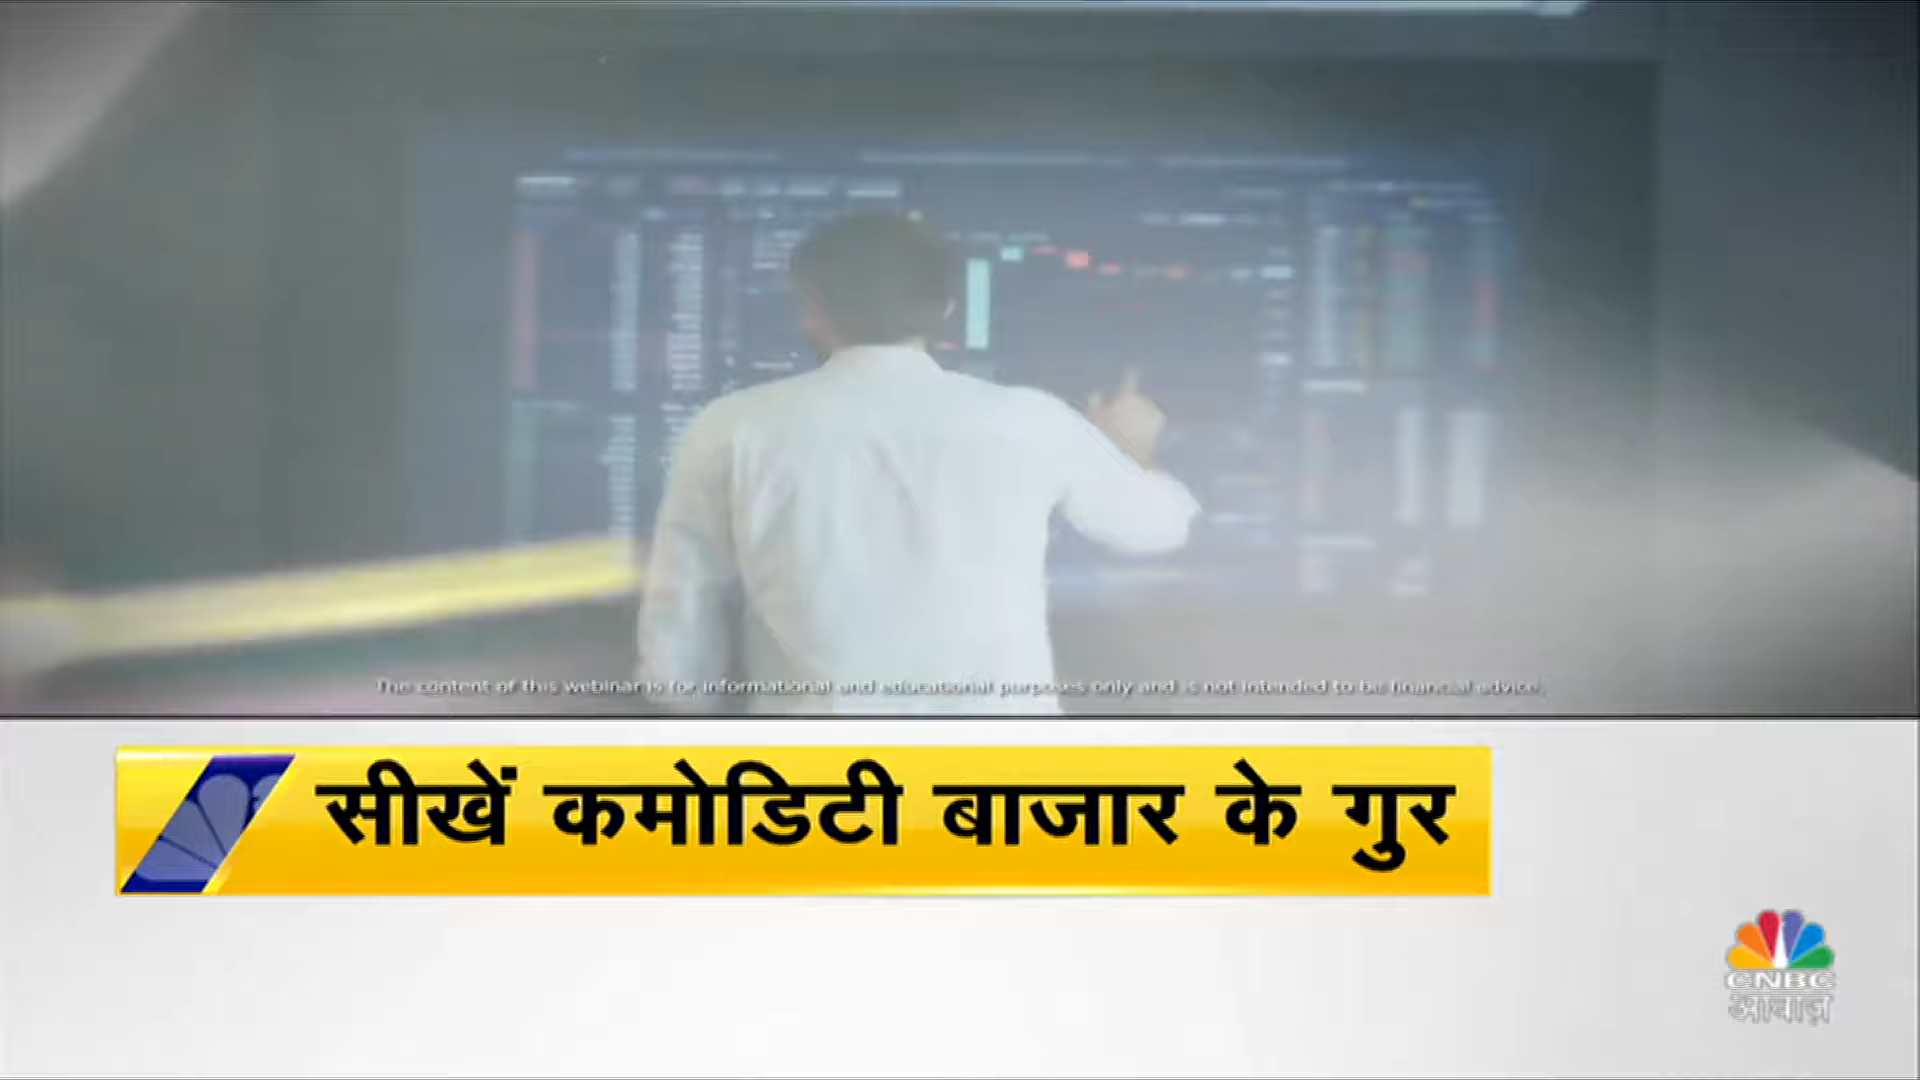 The content of this webinar is for informational and educational purposes only and is not intended to be financial advice.
सीखें कमोडिटी बाजार के गुर
CNBC
आवाज़